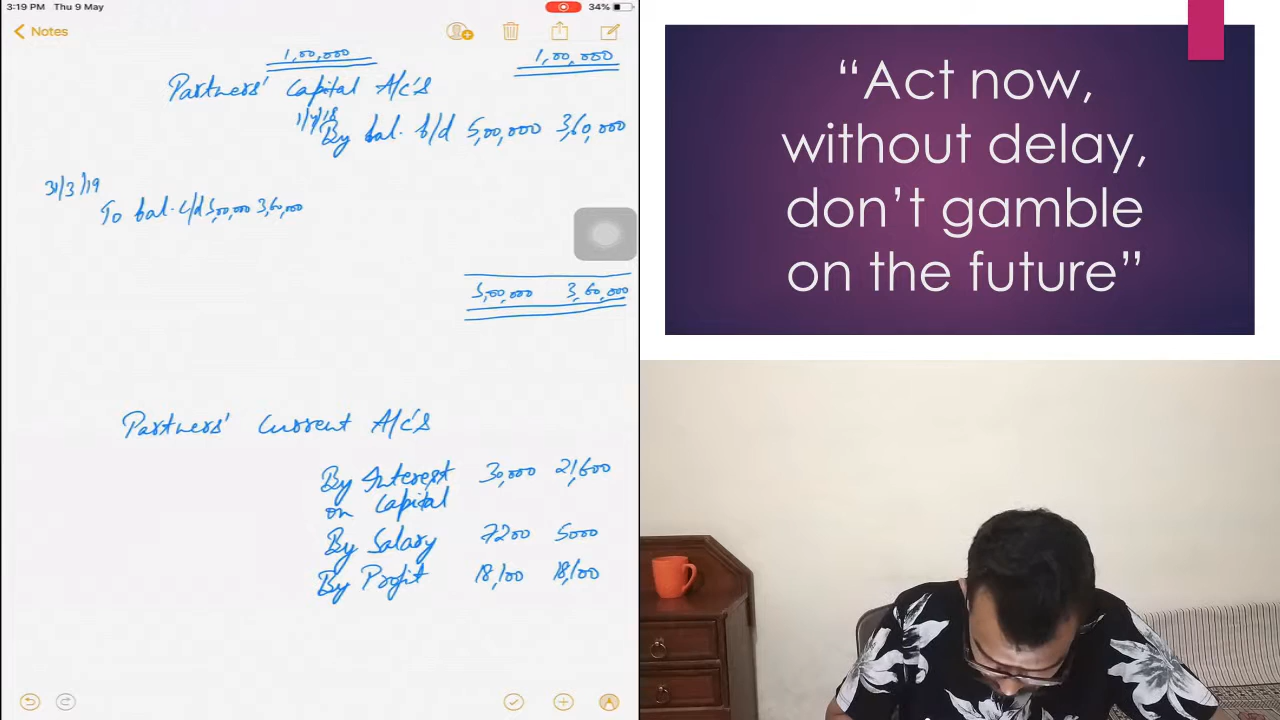 3:19 PM Thu 9 May
34%
Notes
1,00,000 1,00,000
Partners' Capital A/c's
1/4/18
By bal. b/d 5,00,000 3,60,000
31/3/19
To bal. c/d 5,00,000 3,60,000
5,00,000 3,60,000
Partners' Current A/c's
By Interest 30,000 21,600
on Capital
By Salary 7200 5000
By Profit 18,100 18,100
“Act now,
without delay,
don’t gamble
on the future”